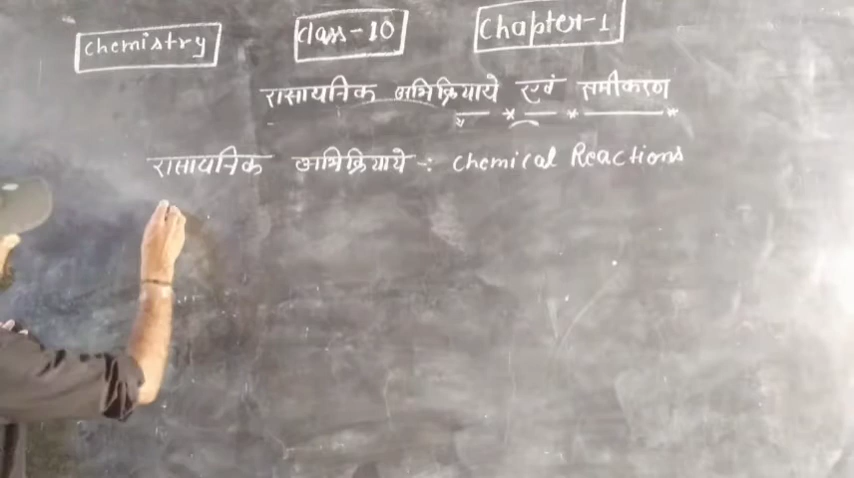 Chemistry Class-10 Chapter-1
रासायनिक अभिक्रियाये एवं समीकरण
रासायनिक अभिक्रियाये -: Chemical Reactions